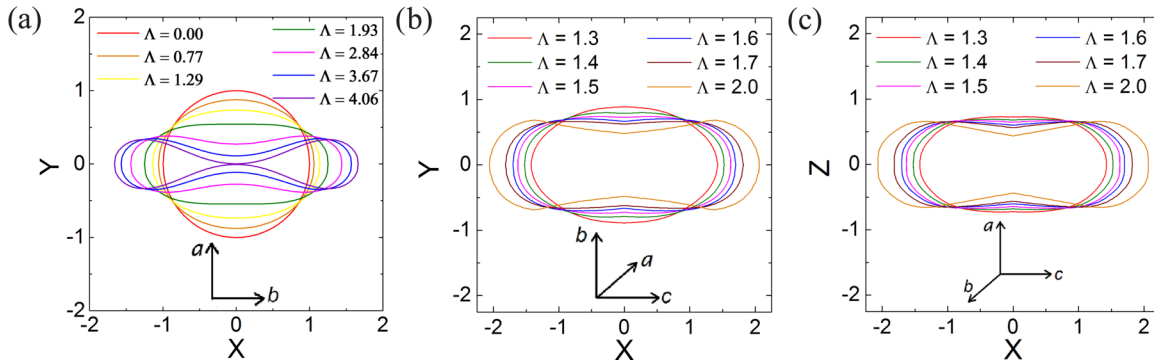 (a)
2
1
0
-1
-2
Y
-2 -1 0 1 2
X
Λ = 0.00
Λ = 0.77
Λ = 1.29
Λ = 1.93
Λ = 2.84
Λ = 3.67
Λ = 4.06
a
b
(b)
2
1
0
-1
-2
Y
-2 -1 0 1 2
X
Λ = 1.3
Λ = 1.4
Λ = 1.5
Λ = 1.6
Λ = 1.7
Λ = 2.0
b
a
c
(c)
2
1
0
-1
-2
Z
-2 -1 0 1 2
X
Λ = 1.3
Λ = 1.4
Λ = 1.5
Λ = 1.6
Λ = 1.7
Λ = 2.0
a
b
c